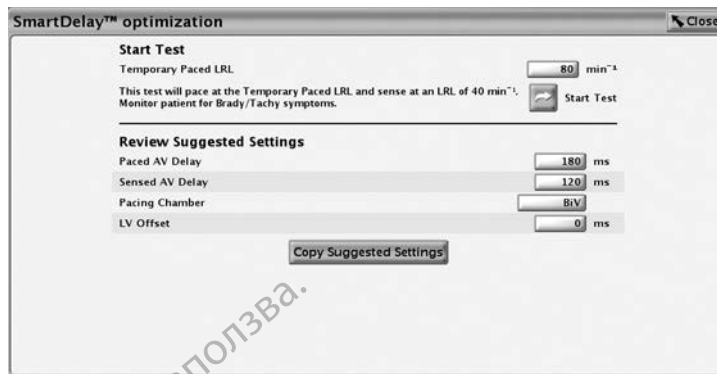 SmartDelay™ optimization
Close
Start Test
Temporary Paced LRL 80 min⁻¹
This test will pace at the Temporary Paced LRL and sense at an LRL of 40 min⁻¹.
Monitor patient for Brady/Tachy symptoms.
Start Test
Review Suggested Settings
Paced AV Delay 180 ms
Sensed AV Delay 120 ms
Pacing Chamber BiV
LV Offset 0 ms
Copy Suggested Settings